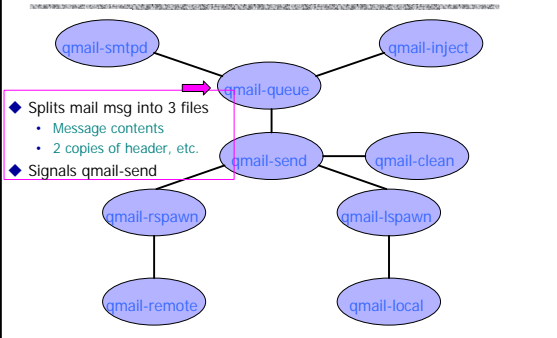 qmail-smtpd
qmail-inject
qmail-queue
Splits mail msg into 3 files
Message contents
2 copies of header, etc.
Signals qmail-send
qmail-send
qmail-clean
qmail-rspawn
qmail-lspawn
qmail-remote
qmail-local